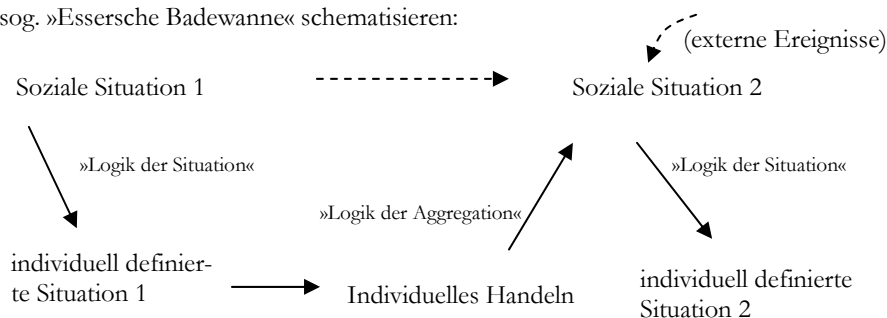 sog. »Essersche Badewanne« schematisieren:
(externe Ereignisse)
Soziale Situation 1
Soziale Situation 2
»Logik der Situation«
»Logik der Situation«
»Logik der Aggregation«
individuell definier-
te Situation 1
Individuelles Handeln
individuell definierte
Situation 2